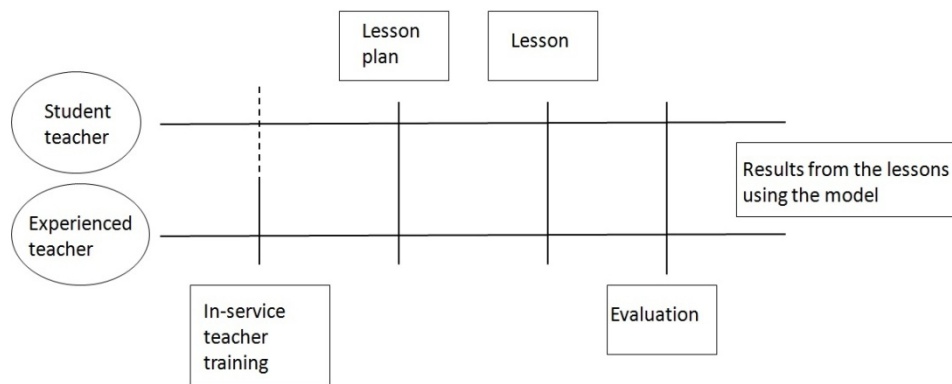 Lesson
plan
Lesson
Student
teacher
Experienced
teacher
Results from the lessons
using the model
In-service
teacher
training
Evaluation